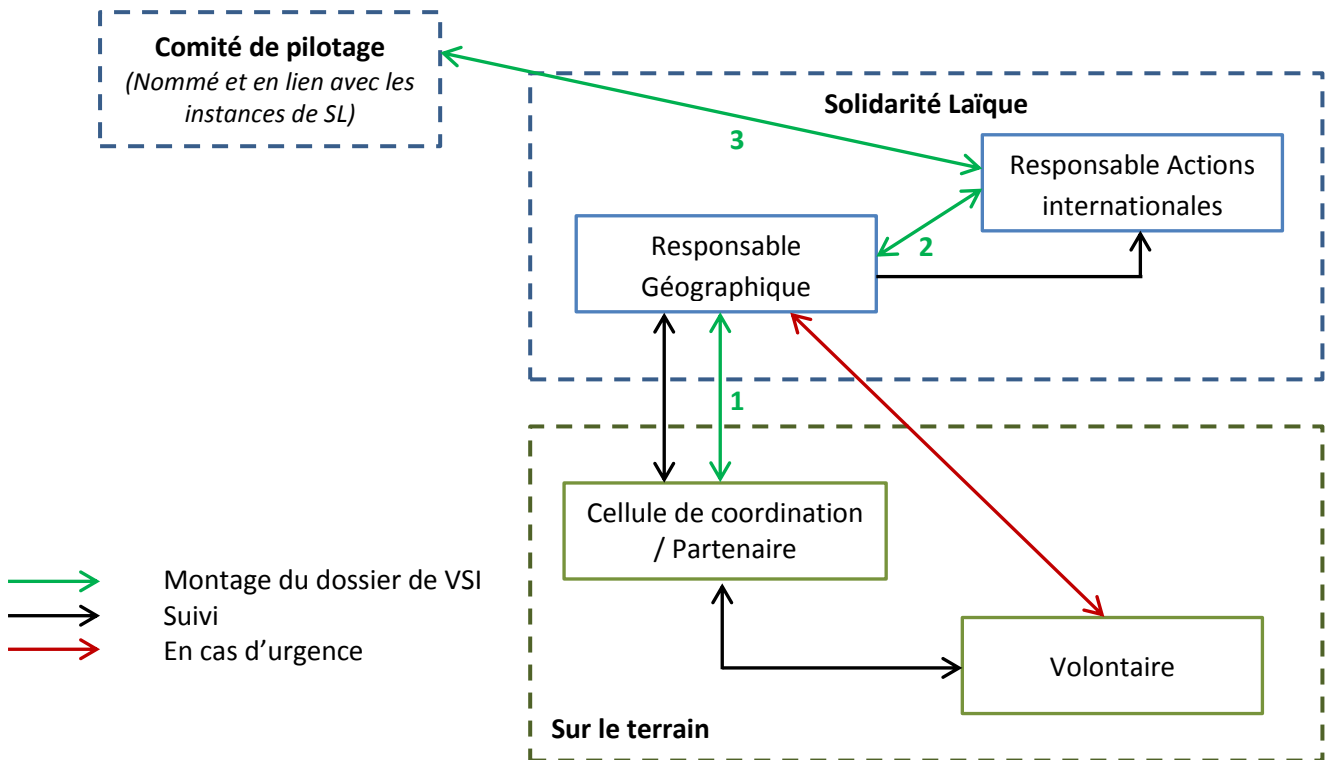 Comité de pilotage
(Nommé et en lien avec les
instances de SL)
Solidarité Laïque
3
Responsable Actions
internationales
2
Responsable
Géographique
1
Cellule de coordination
/ Partenaire
Montage du dossier de VSI
Suivi
En cas d’urgence
Volontaire
Sur le terrain